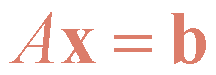 Ax = b